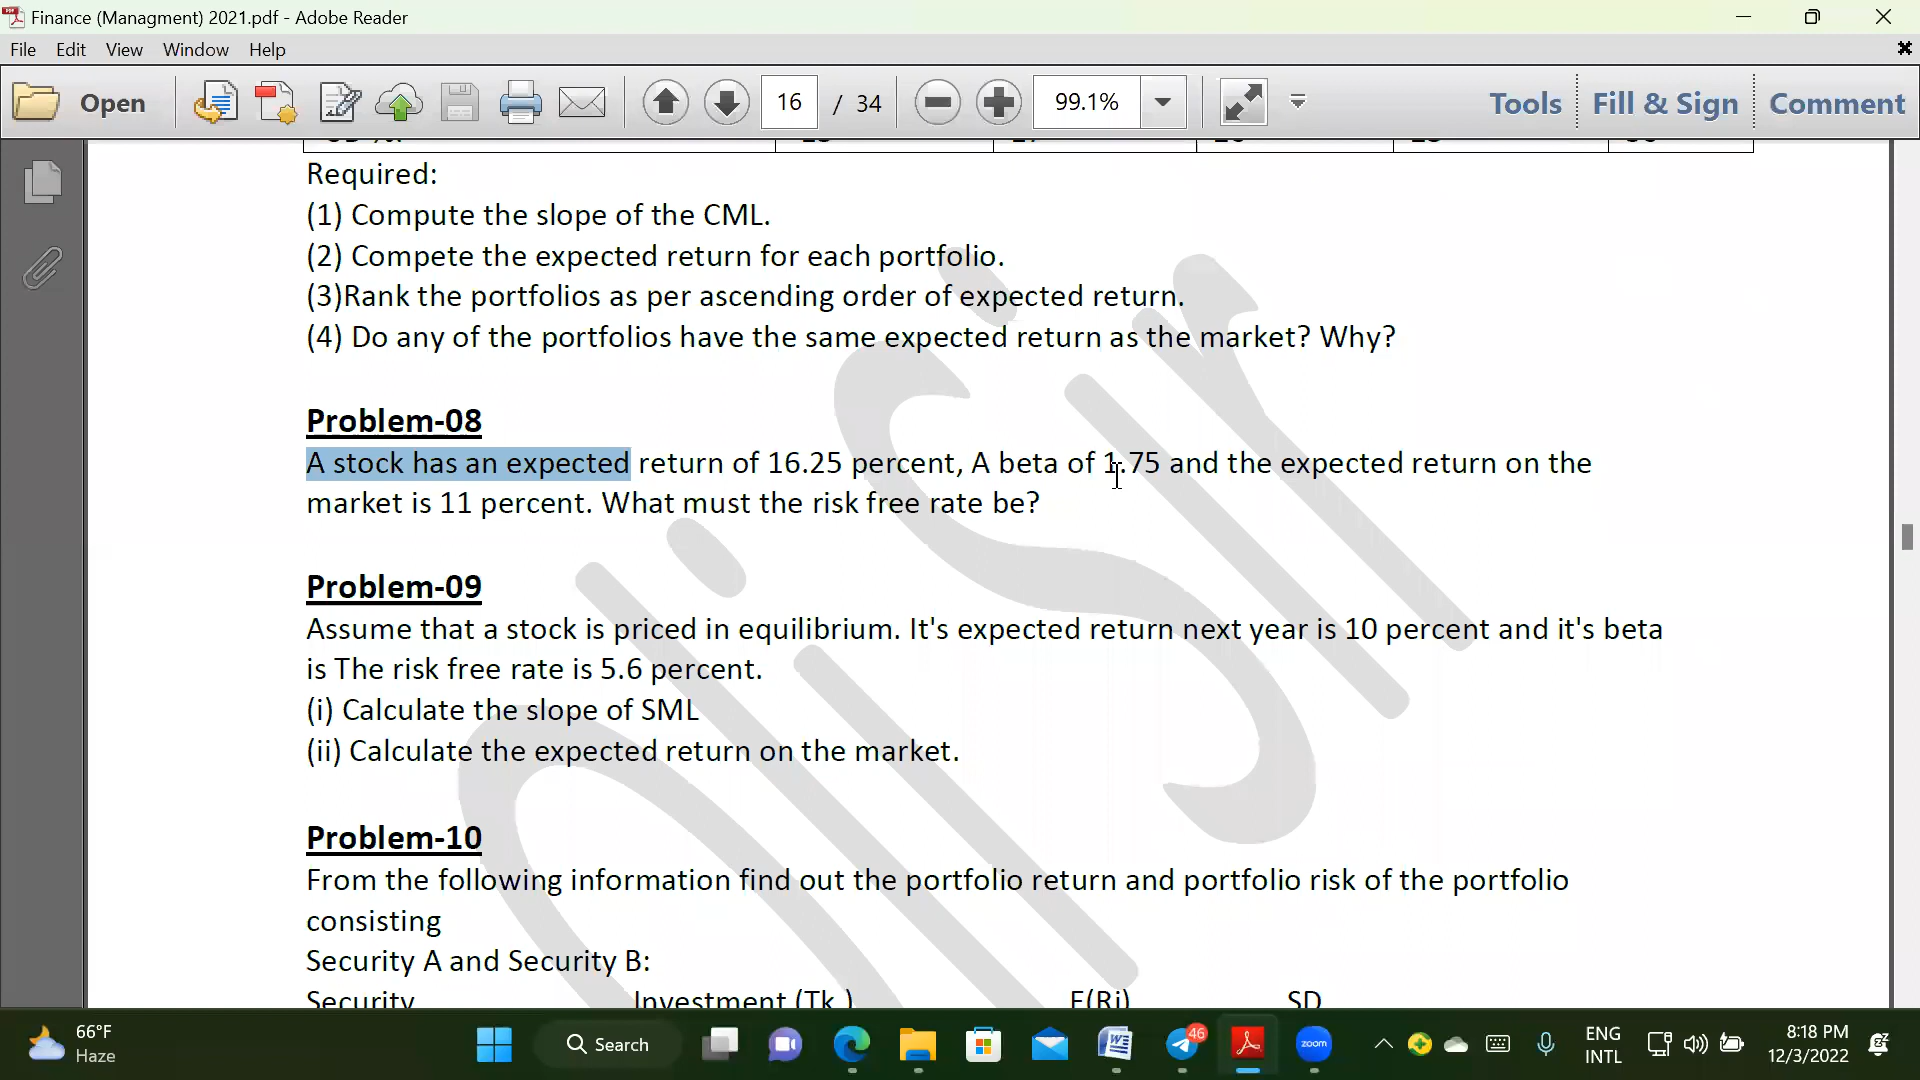 Finance (Managment) 2021.pdf - Adobe Reader
File Edit View Window Help
Open 16 / 34 99.1% Tools Fill & Sign Comment
Required:
(1) Compute the slope of the CML.
(2) Compete the expected return for each portfolio.
(3)Rank the portfolios as per ascending order of expected return.
(4) Do any of the portfolios have the same expected return as the market? Why?
Problem-08
A stock has an expected return of 16.25 percent, A beta of 1.75 and the expected return on the
market is 11 percent. What must the risk free rate be?
Problem-09
Assume that a stock is priced in equilibrium. It's expected return next year is 10 percent and it's beta
is The risk free rate is 5.6 percent.
(i) Calculate the slope of SML
(ii) Calculate the expected return on the market.
Problem-10
From the following information find out the portfolio return and portfolio risk of the portfolio
consisting
Security A and Security B:
Security Investment (Tk.) E(Ri) SD
Sir
66°F
Haze
Search
46
zoom
ENG
INTL
8:18 PM
12/3/2022